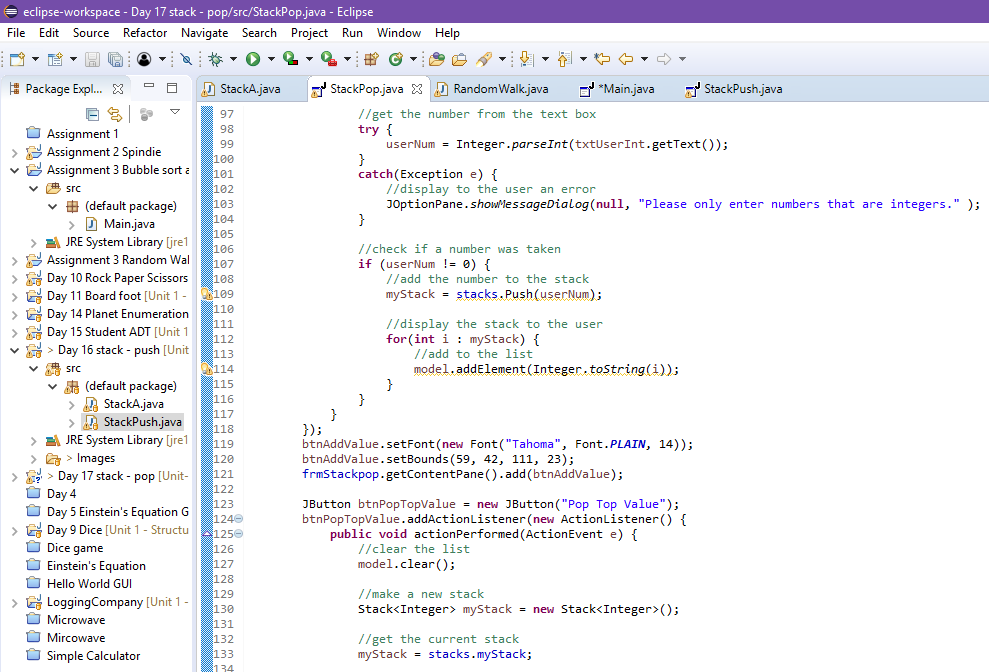 eclipse-workspace - Day 17 stack - pop/src/StackPop.java - Eclipse
File Edit Source Refactor Navigate Search Project Run Window Help
Package Expl...
StackA.java StackPop.java RandomWalk.java *Main.java StackPush.java
Assignment 1
Assignment 2 Spindie
Assignment 3 Bubble sort a
src
(default package)
Main.java
JRE System Library [jre1
Assignment 3 Random Wal
Day 10 Rock Paper Scissors
Day 11 Board foot [Unit 1 -
Day 14 Planet Enumeration
Day 15 Student ADT [Unit 1
> Day 16 stack - push [Unit
src
(default package)
StackA.java
StackPush.java
JRE System Library [jre1
> Images
> Day 17 stack - pop [Unit-
Day 4
Day 5 Einstein's Equation G
Day 9 Dice [Unit 1 - Structu
Dice game
Einstein's Equation
Hello World GUI
LoggingCompany [Unit 1 -
Microwave
Mircowave
Simple Calculator
97 //get the number from the text box
98 try {
99 userNum = Integer.parseInt(txtUserInt.getText());
100 }
101 catch(Exception e) {
102 //display to the user an error
103 JOptionPane.showMessageDialog(null, "Please only enter numbers that are integers." );
104 }
105
106 //check if a number was taken
107 if (userNum != 0) {
108 //add the number to the stack
109 myStack = stacks.Push(userNum);
110
111 //display the stack to the user
112 for(int i : myStack) {
113 //add to the list
114 model.addElement(Integer.toString(i));
115 }
116 }
117 }
118 });
119 btnAddValue.setFont(new Font("Tahoma", Font.PLAIN, 14));
120 btnAddValue.setBounds(59, 42, 111, 23);
121 frmStackpop.getContentPane().add(btnAddValue);
122
123 JButton btnPopTopValue = new JButton("Pop Top Value");
124 btnPopTopValue.addActionListener(new ActionListener() {
125 public void actionPerformed(ActionEvent e) {
126 //clear the list
127 model.clear();
128
129 //make a new stack
130 Stack<Integer> myStack = new Stack<Integer>();
131
132 //get the current stack
133 myStack = stacks.myStack;
134